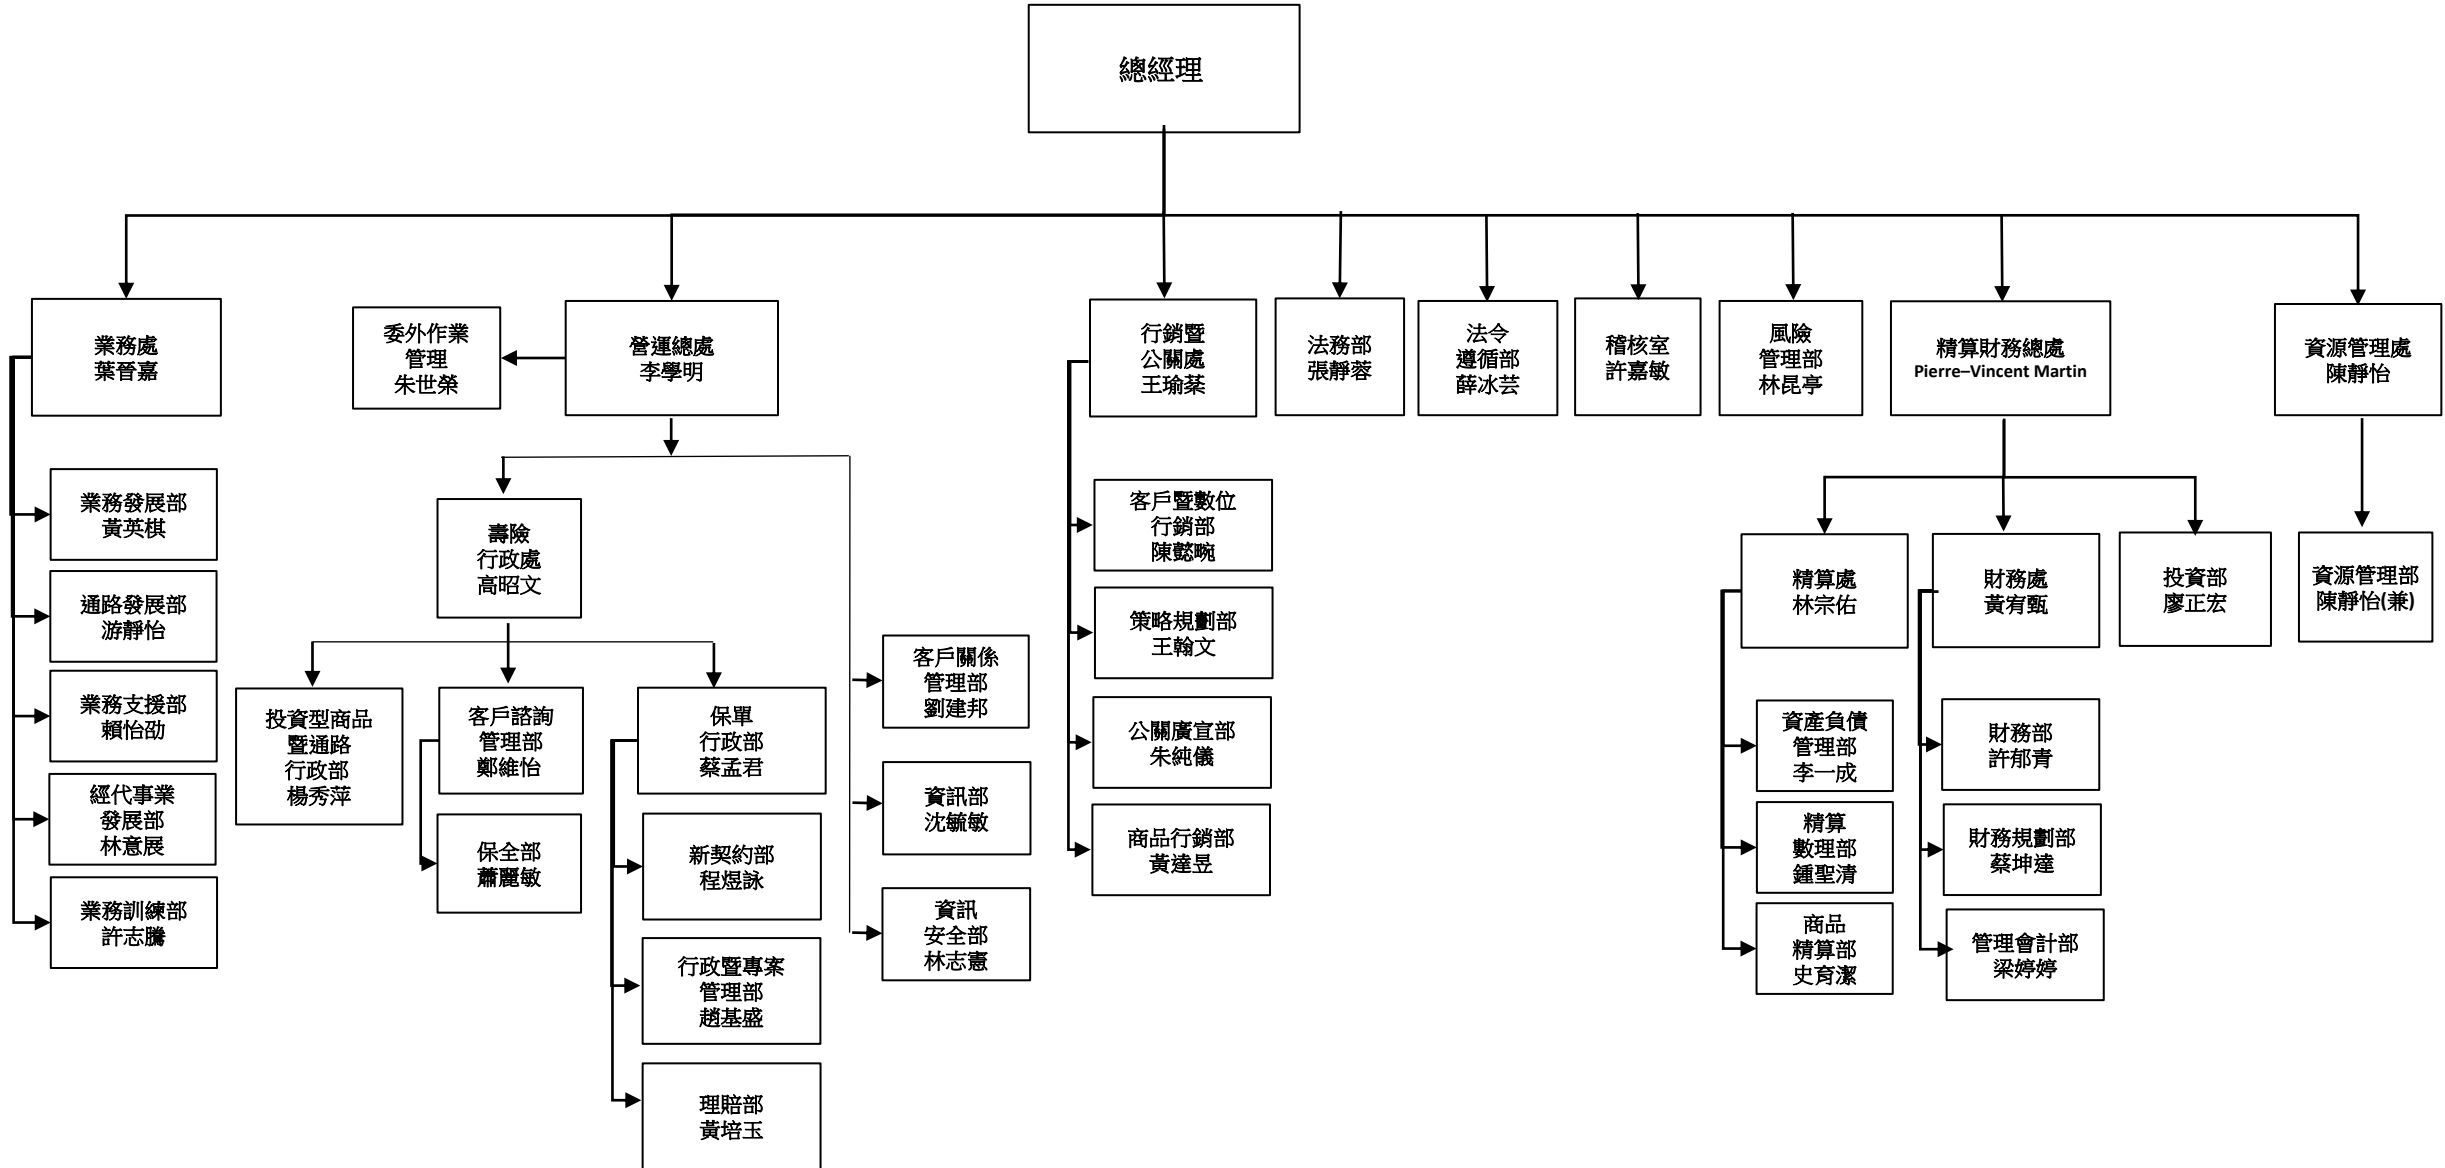 總經理
業務處
葉晉嘉
委外作業
管理
朱世榮
營運總處
李學明
行銷暨
公關處
王瑜棻
法務部
張靜蓉
法令
遵循部
薛冰芸
稽核室
許嘉敏
風險
管理部
林昆亭
精算財務總處
Pierre–Vincent Martin
資源管理處
陳靜怡
業務發展部
黃英棋
通路發展部
游靜怡
業務支援部
賴怡劭
經代事業
發展部
林意展
業務訓練部
許志騰
壽險
行政處
高昭文
投資型商品
暨通路
行政部
楊秀萍
客戶諮詢
管理部
鄭維怡
保全部
蕭麗敏
保單
行政部
蔡孟君
新契約部
程煜詠
行政暨專案
管理部
趙基盛
理賠部
黃培玉
客戶關係
管理部
劉建邦
資訊部
沈毓敏
資訊
安全部
林志憲
客戶暨數位
行銷部
陳懿晼
策略規劃部
王翰文
公關廣宣部
朱純儀
商品行銷部
黃達昱
精算處
林宗佑
資產負債
管理部
李一成
精算
數理部
鍾聖清
商品
精算部
史育潔
財務處
黃宥甄
財務部
許郁青
財務規劃部
蔡坤達
管理會計部
梁婷婷
投資部
廖正宏
資源管理部
陳靜怡(兼)